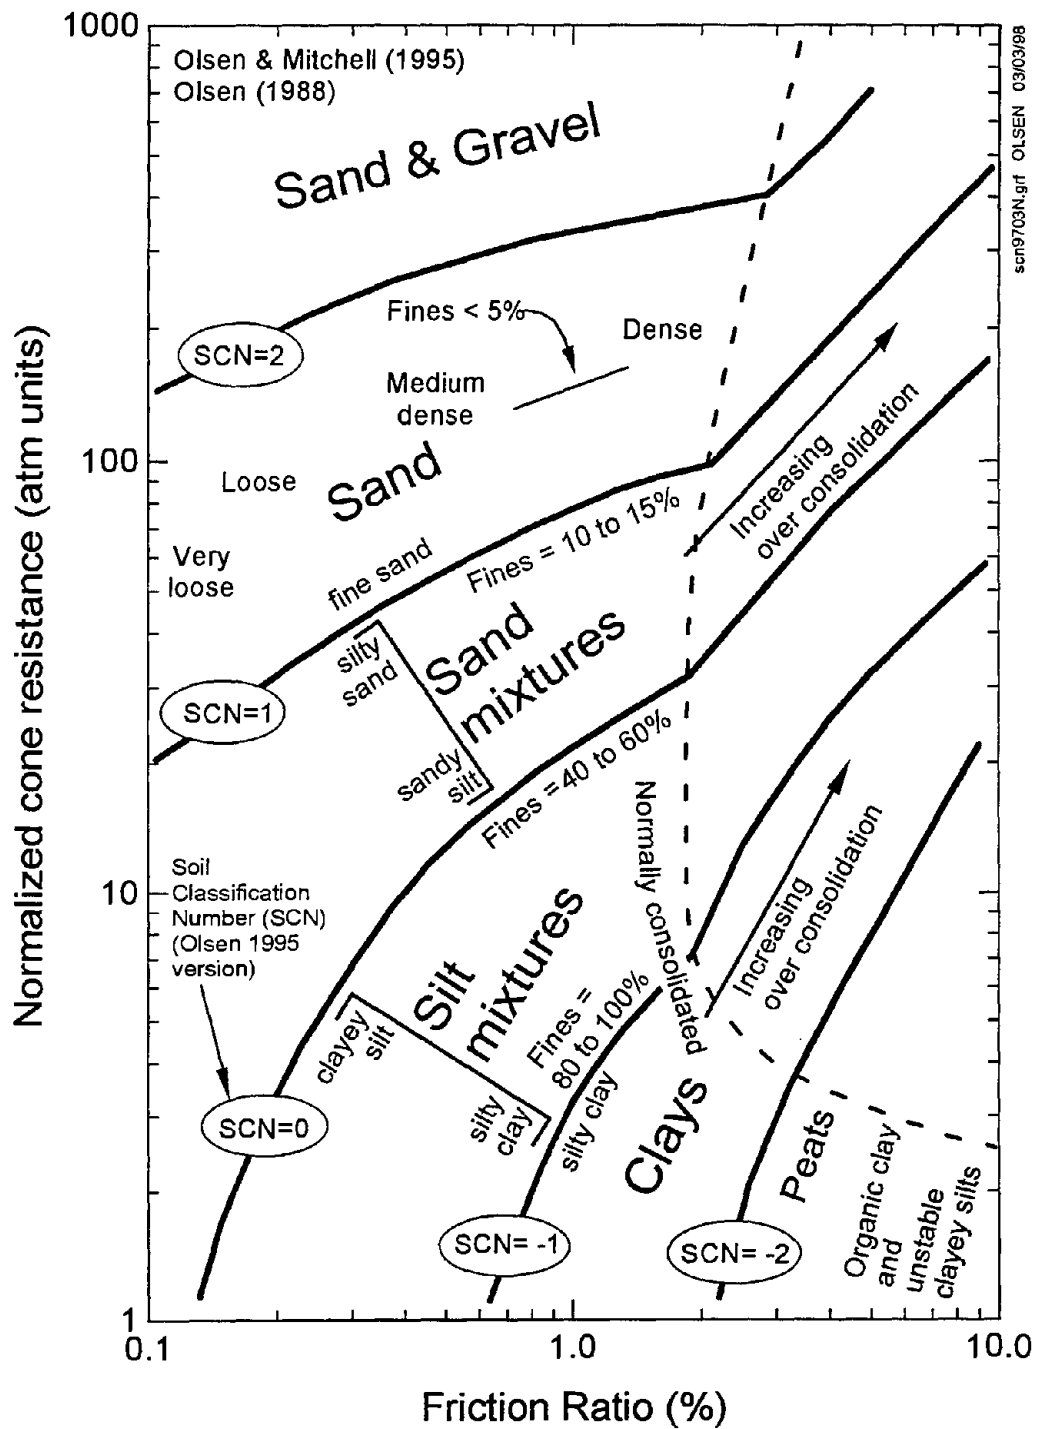 1000
Olsen & Mitchell (1995)
Olsen (1988)
scn9703N.grf OLSEN 03/03/98
Sand & Gravel
Fines < 5%
Dense
SCN=2
Medium
dense
100
Loose
Sand
Increasing
over consolidation
Fines = 10 to 15%
fine sand
Very
loose
Sand
mixtures
silty
sand
SCN=1
Fines = 40 to 60%
sandy
silt
Normally consolidated
Soil
Classification
Number (SCN)
(Olsen 1995
version)
10
Increasing
over consolidation
Silt
mixtures
Fines =
80 to 100%
clayey
silt
silty
clay
silty clay
Clays
Peats
SCN=0
Organic clay
and
unstable
clayey silts
SCN= -1
SCN= -2
1
0.1
1.0
10.0
Normalized cone resistance (atm units)
Friction Ratio (%)